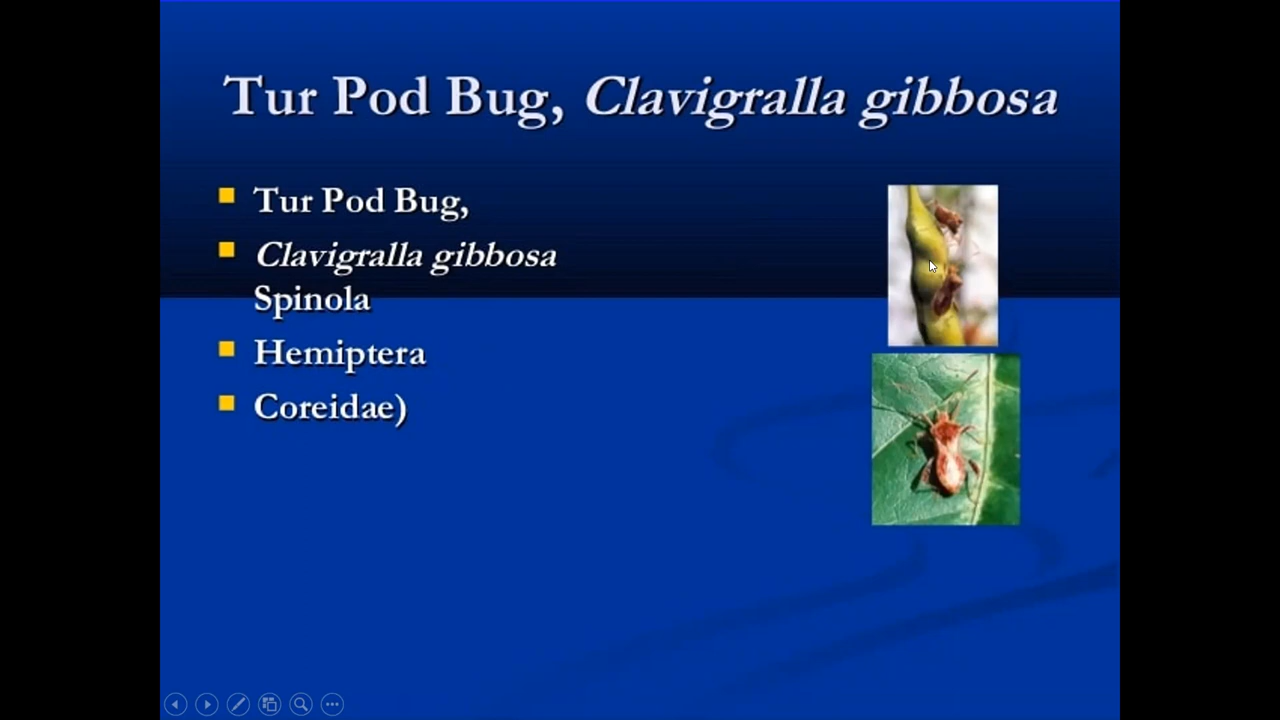 Tur Pod Bug, Clavigralla gibbosa
Tur Pod Bug,
Clavigralla gibbosa
Spinola
Hemiptera
Coreidae)